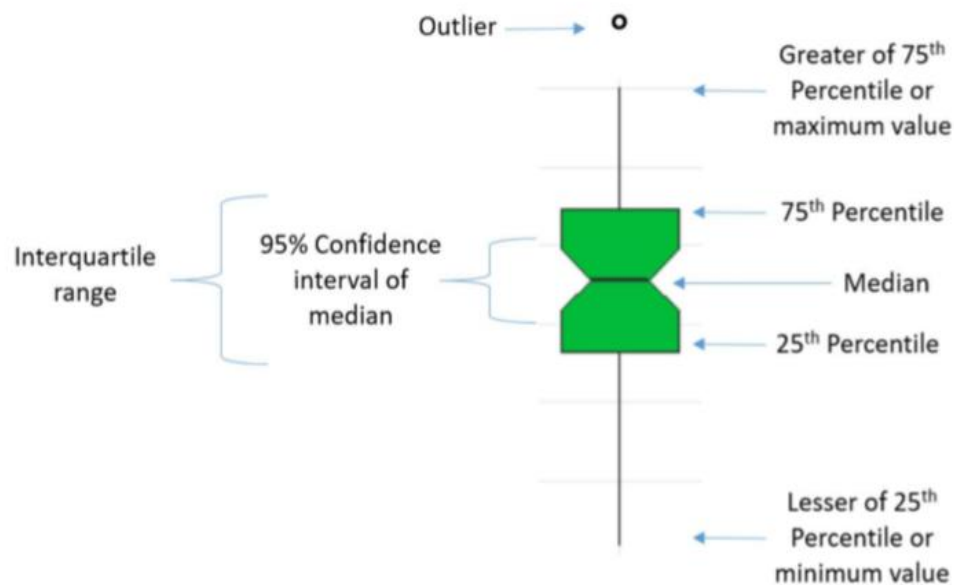 Outlier
Greater of 75th
Percentile or
maximum value
75th Percentile
Interquartile
range
95% Confidence
interval of
median
Median
25th Percentile
Lesser of 25th
Percentile or
minimum value